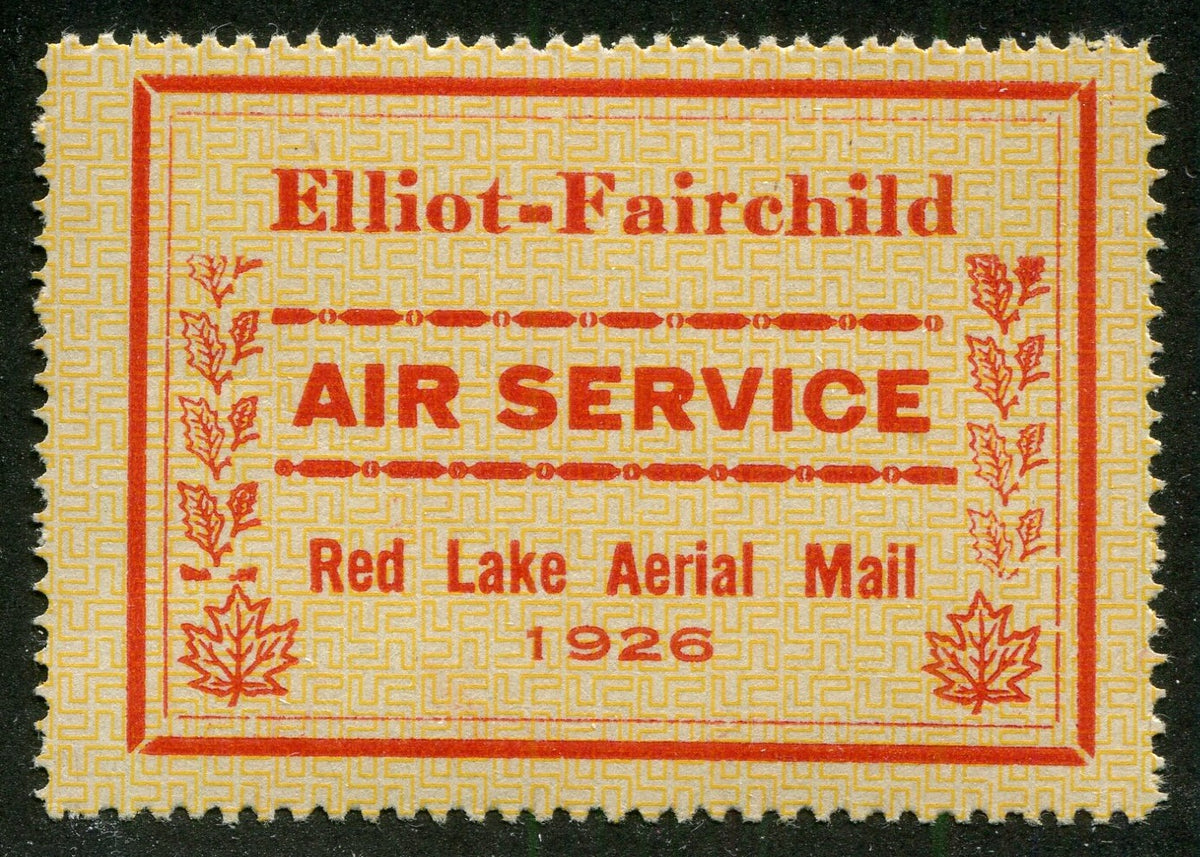 Elliot-Fairchild
AIR SERVICE
Red Lake Aerial Mail
1926